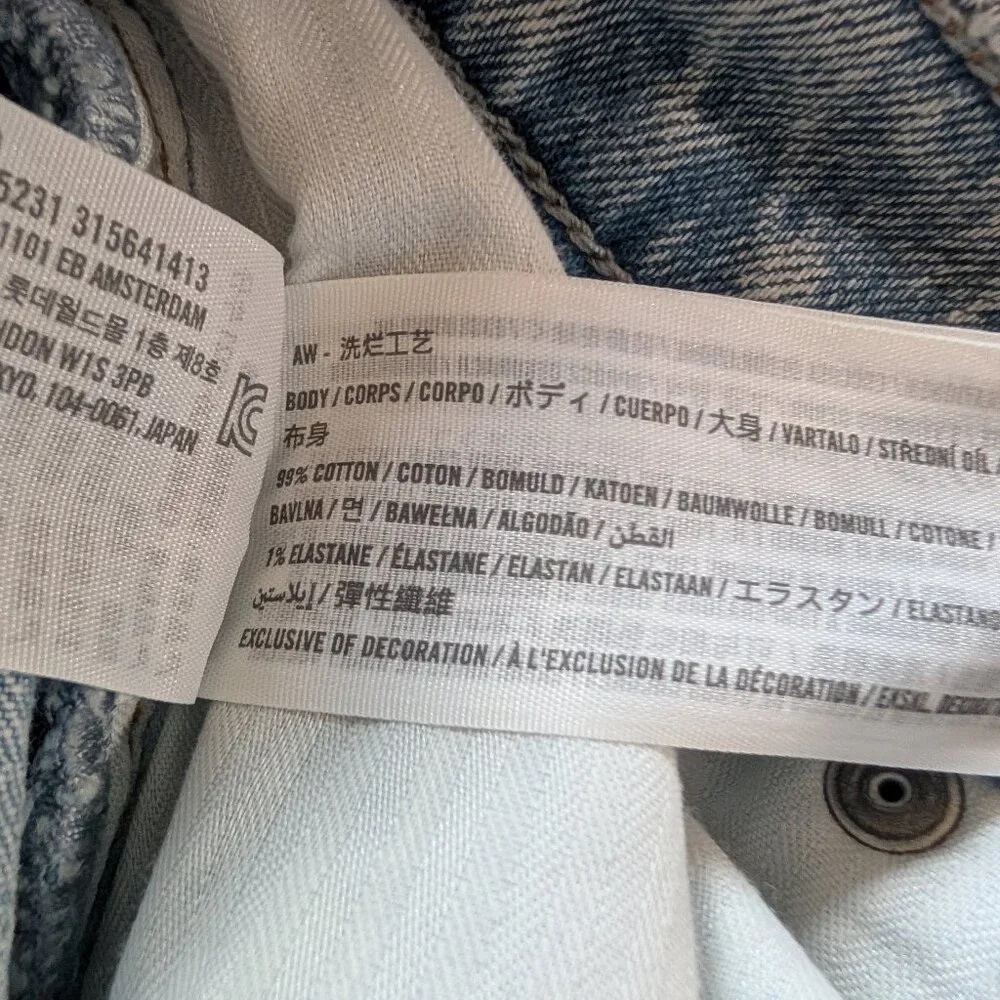 5231 315641413
1101 EB AMSTERDAM
롯데월드몰 1층 제8호
NDON W1S 3PB
KYO, 104-0061, JAPAN
AW - 洗烂工艺
BODY / CORPS / CORPO / ボディ / CUERPO / 大身 / VARTALO / STŘEDNÍ DÍL
布身
99% COTTON / COTON / BOMULD / KATOEN / BAUMWOLLE / BOMULL / COTONE /
BAVLNA / 면 / BAWEŁNA / ALGODÃO / القطن
1% ELASTANE / ÉLASTANE / ELASTAN / ELASTAAN / エラスタン / ELASTANO
إيلاستين / 彈性纖維
EXCLUSIVE OF DECORATION / À L'EXCLUSION DE LA DÉCORATION / EKSKL.